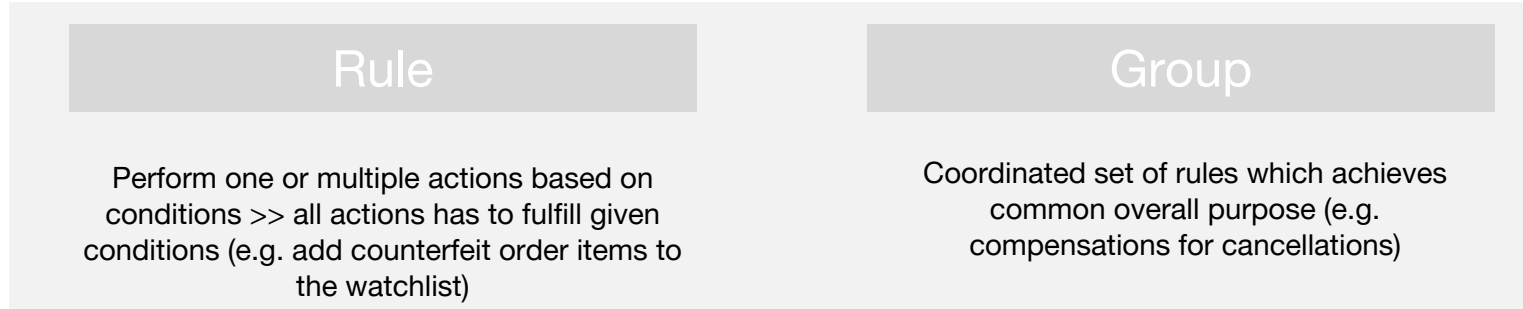 Rule
Perform one or multiple actions based on
conditions >> all actions has to fulfill given
conditions (e.g. add counterfeit order items to
the watchlist)
Group
Coordinated set of rules which achieves
common overall purpose (e.g.
compensations for cancellations)